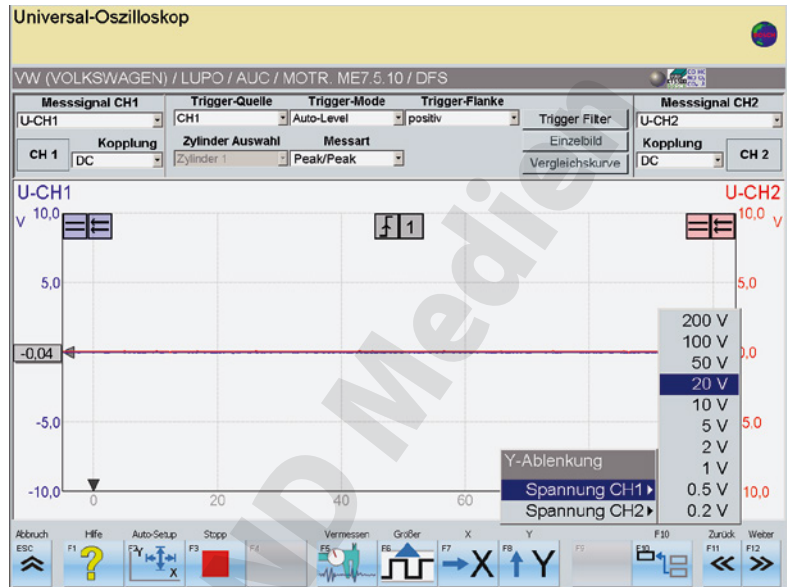 Universal-Oszilloskop
VW (VOLKSWAGEN) / LUPO / AUC / MOTR. ME7.5.10 / DFS
Messsignal CH1 Trigger-Quelle Trigger-Mode Trigger-Flanke Messsignal CH2
U-CH1 CH1 Auto-Level positiv Trigger Filter U-CH2
Kopplung Zylinder Auswahl Messart Einzelbild Kopplung
CH 1 DC Zylinder 1 Peak/Peak Vergleichskurve DC CH 2
U-CH1 U-CH2
10,0 10,0
V V
1
5,0 5,0
200 V
100 V
-0,04 0,0
50 V
20 V
10 V
-5,0 5.0
5 V
2 V
Y-Ablenkung
1 V
Spannung CH1 0.5 V
-10,0 10,0
Spannung CH2 0.2 V
0 20 40 60
Abbruch Hilfe Auto-Setup Stopp Vermessen Größer X Y F10 Zurück Weiter
ESC F1 F2 F3 F4 F5 F6 F7 F8 F9 F10 F11 F12
? Y X X Y << >>
ND Medien